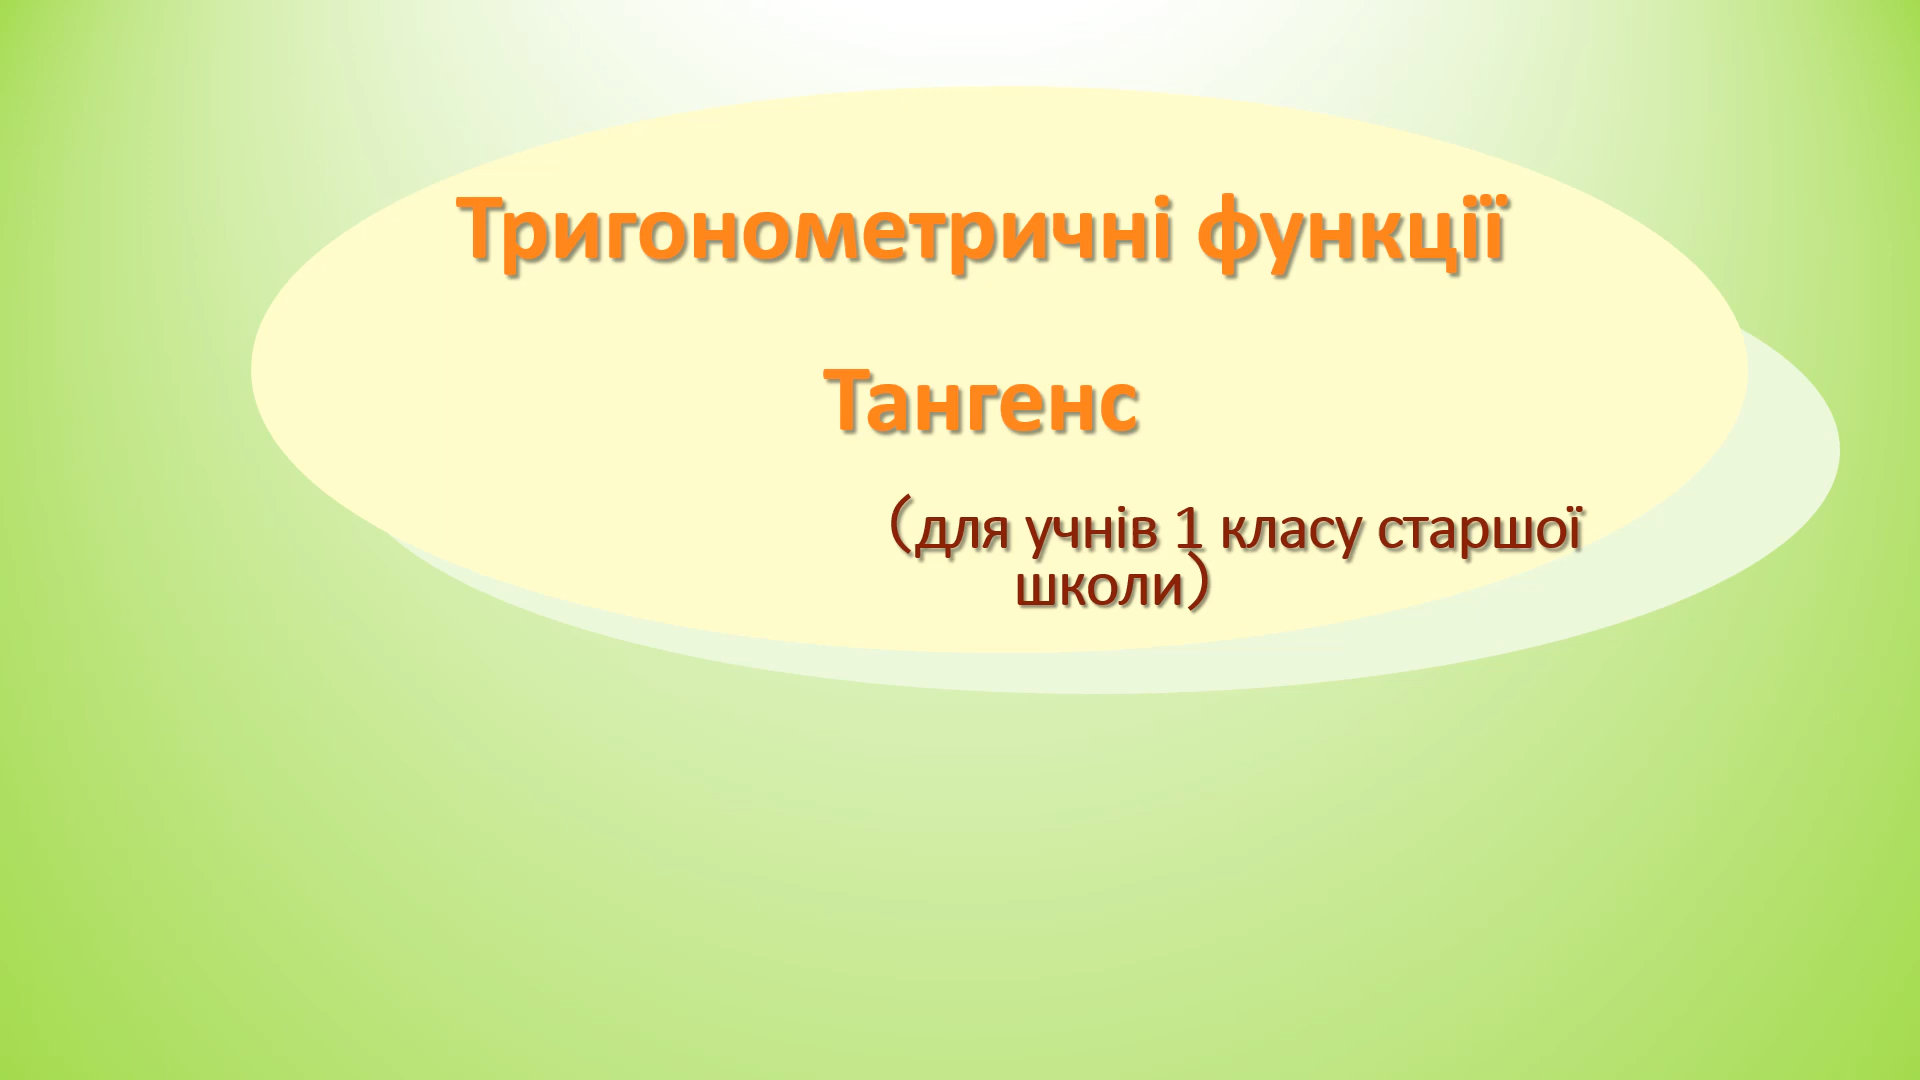 Тригонометричні функції
Тангенс
（для учнів 1 класу старшої
школи）